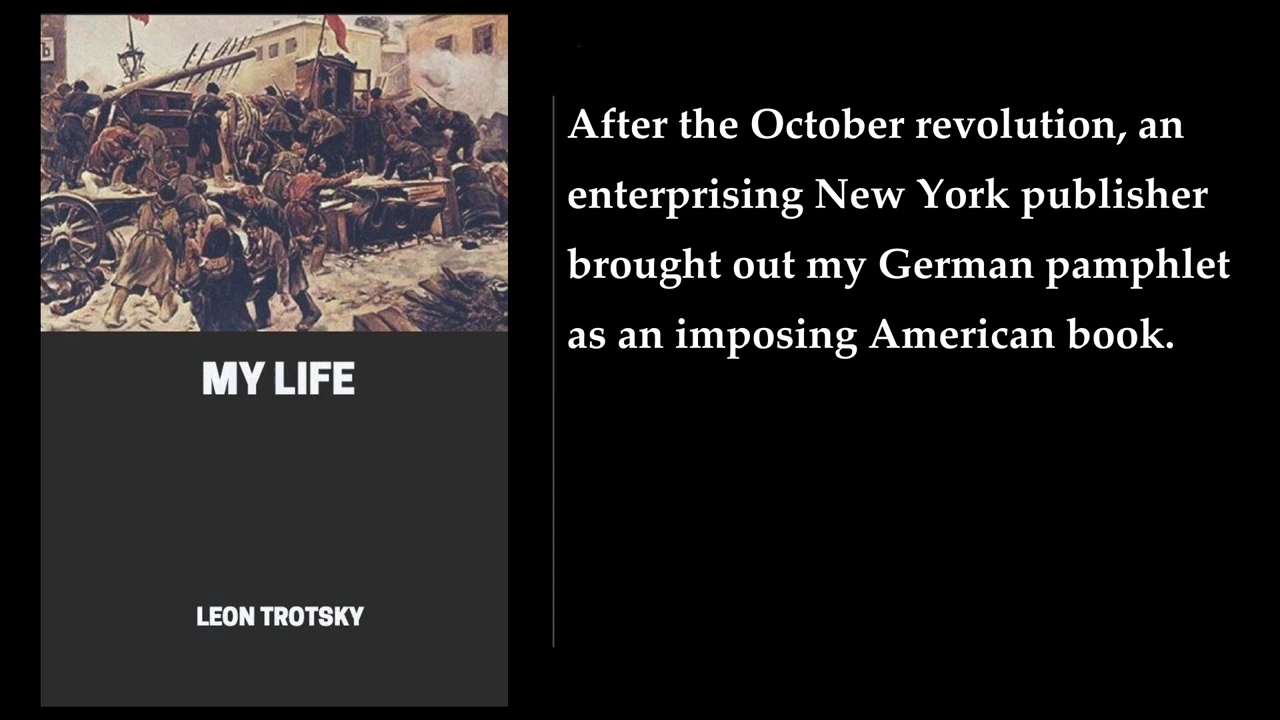 MY LIFE
LEON TROTSKY
After the October revolution, an
enterprising New York publisher
brought out my German pamphlet
as an imposing American book.